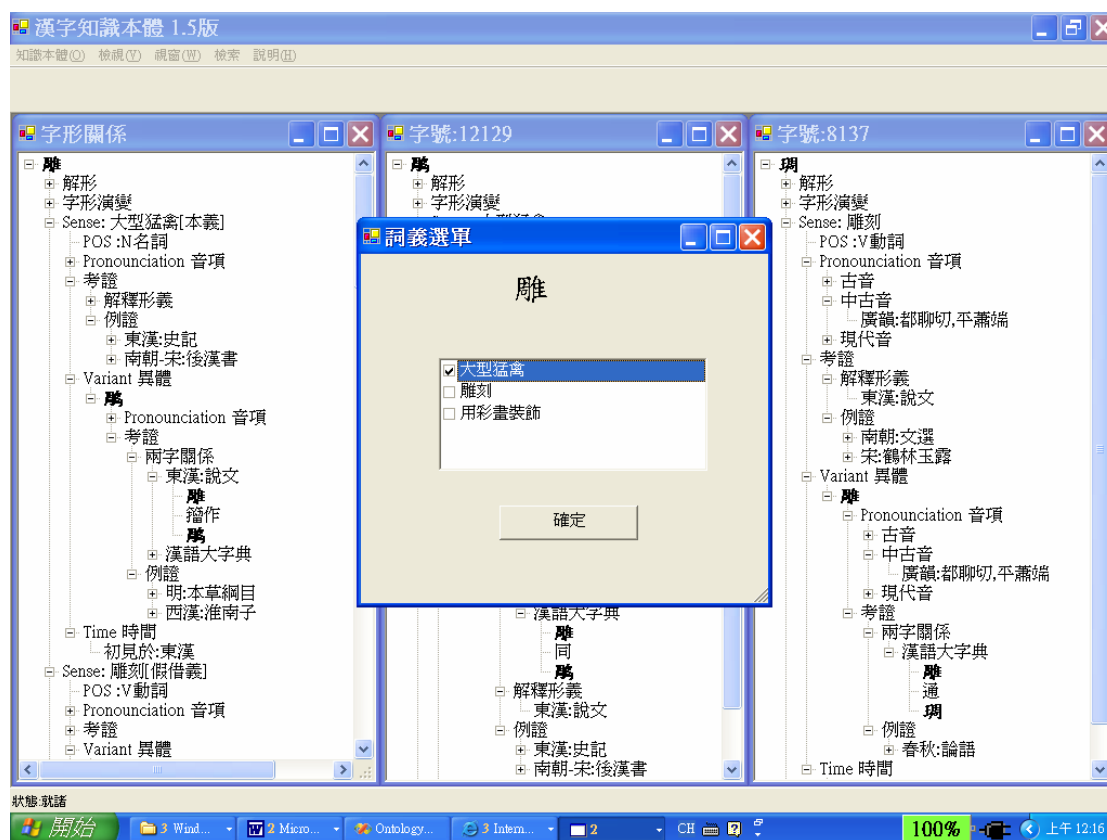 漢字知識本體 1.5版
知識本體(O) 檢視(V) 視窗(W) 檢索 説明(H)
字形關係
雕
解形
字形演變
Sense: 大型猛禽[本義]
POS :N名詞
Pronounciation 音項
考證
解釋形義
例證
東漢:史記
南朝-宋:後漢書
Variant 異體
鵰
Pronounciation 音項
考證
兩字關係
東漢:說文
雕
籀作
鵰
漢語大字典
例證
明:本草綱目
西漢:淮南子
Time 時間
初見於:東漢
Sense: 雕刻[假借義]
POS :V動詞
Pronounciation 音項
考證
Variant 異體
字號:12129
鵰
解形
字形演變
漢語大字典
雕
同
鵰
解釋形義
東漢:說文
例證
東漢:史記
南朝-宋:後漢書
詞義選單
雕
大型猛禽
雕刻
用彩畫裝飾
確定
字號:8137
琱
解形
字形演變
Sense: 雕刻
POS :V動詞
Pronounciation 音項
古音
中古音
廣韻:都聊切,平蕭端
現代音
考證
解釋形義
東漢:說文
例證
南朝:文選
宋:鶴林玉露
Variant 異體
雕
Pronounciation 音項
古音
中古音
廣韻:都聊切,平蕭端
現代音
考證
兩字關係
漢語大字典
雕
通
琱
例證
春秋:論語
Time 時間
狀態:就諸
開始 3 Wind... 2 Micro... Ontology... 3 Intern... 2 CH 100% 上午 12:16